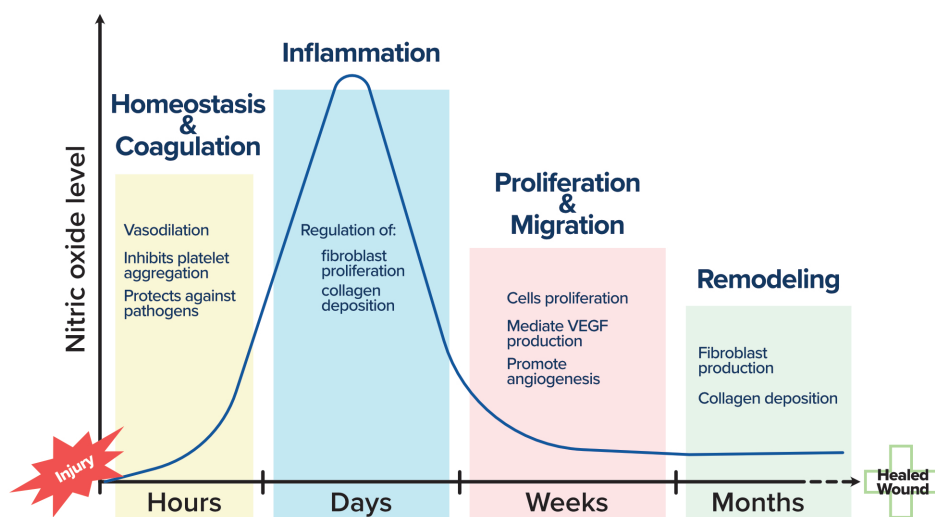 Nitric oxide level
Homeostasis
&
Coagulation
Vasodilation
Inhibits platelet
aggregation
Protects against
pathogens
Inflammation
Regulation of:
fibroblast
proliferation
collagen
deposition
Proliferation
&
Migration
Cells proliferation
Mediate VEGF
production
Promote
angiogenesis
Remodeling
Fibroblast
production
Collagen deposition
Injury
Hours
Days
Weeks
Months
Healed
Wound